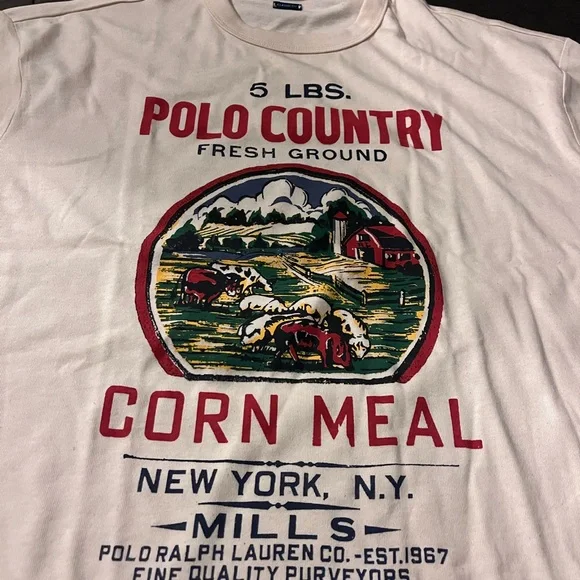 5 LBS.
POLO COUNTRY
FRESH GROUND
CORN MEAL
NEW YORK, N.Y.
MILLS
POLO RALPH LAUREN CO.-EST.1967
FINE QUALITY PURVEYORS